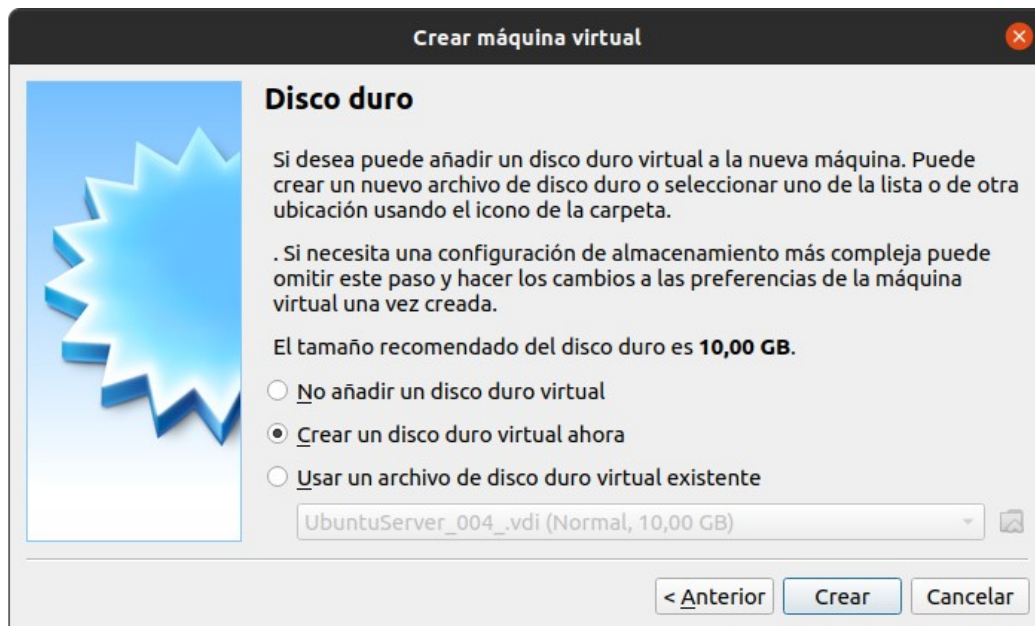 Crear máquina virtual
Disco duro
Si desea puede añadir un disco duro virtual a la nueva máquina. Puede
crear un nuevo archivo de disco duro o seleccionar uno de la lista o de otra
ubicación usando el icono de la carpeta.
. Si necesita una configuración de almacenamiento más compleja puede
omitir este paso y hacer los cambios a las preferencias de la máquina
virtual una vez creada.
El tamaño recomendado del disco duro es 10,00 GB.
No añadir un disco duro virtual
Crear un disco duro virtual ahora
Usar un archivo de disco duro virtual existente
UbuntuServer_004_.vdi (Normal, 10,00 GB)
< Anterior Crear Cancelar